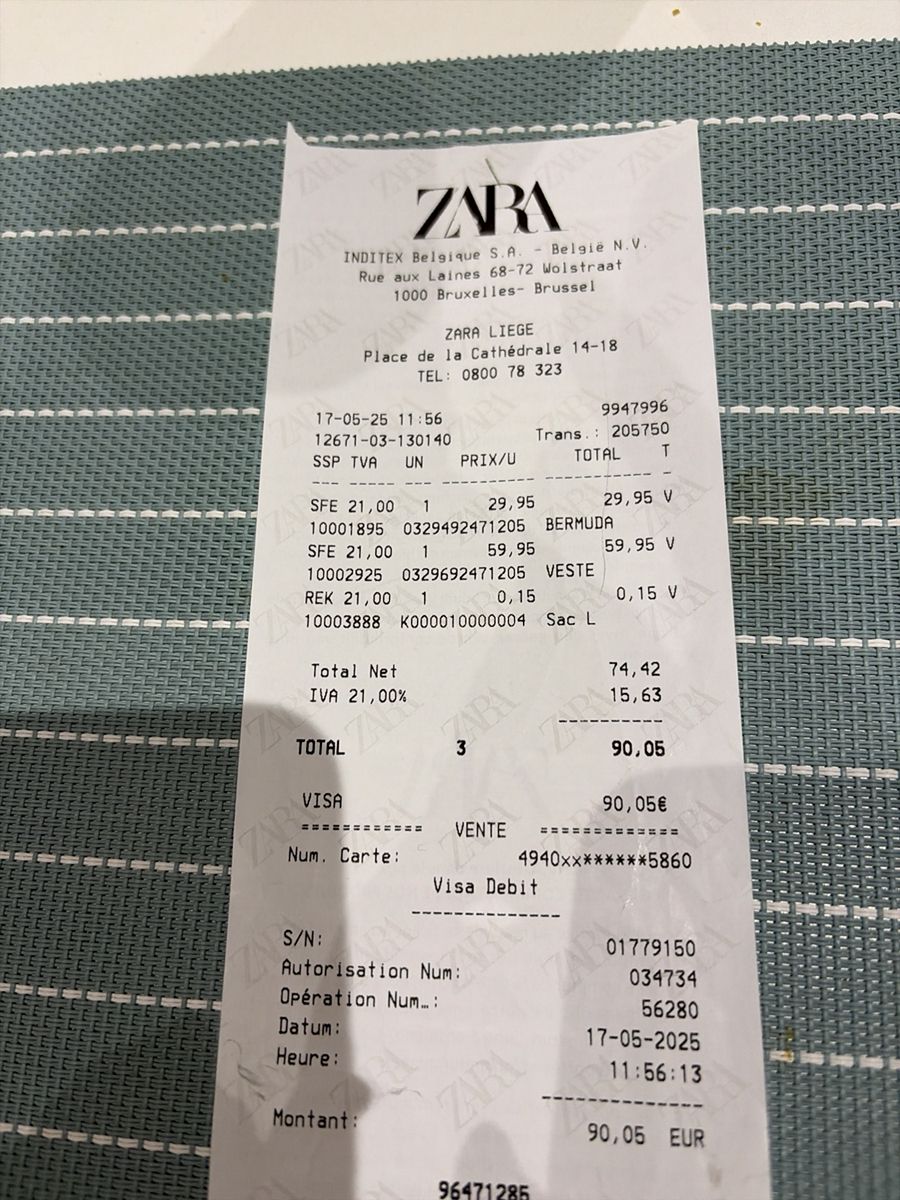 ZARA
INDITEX Belgique S.A. - België N.V.
Rue aux Laines 68-72 Wolstraat
1000 Bruxelles- Brussel
ZARA LIEGE
Place de la Cathédrale 14-18
TEL: 0800 78 323
17-05-25 11:56 9947996
12671-03-130140 Trans.: 205750
SSP TVA UN PRIX/U TOTAL T
SFE 21,00 1 29,95 29,95 V
10001895 0329492471205 BERMUDA
SFE 21,00 1 59,95 59,95 V
10002925 0329692471205 VESTE
REK 21,00 1 0,15 0,15 V
10003888 K000010000004 Sac L
Total Net 74,42
IVA 21,00% 15,63
TOTAL 3 90,05
VISA 90,05€
============ VENTE =============
Num. Carte: 4940xx******5860
Visa Debit
S/N: 01779150
Autorisation Num: 034734
Opération Num…: 56280
Datum: 17-05-2025
Heure: 11:56:13
Montant: 90,05 EUR
96471285